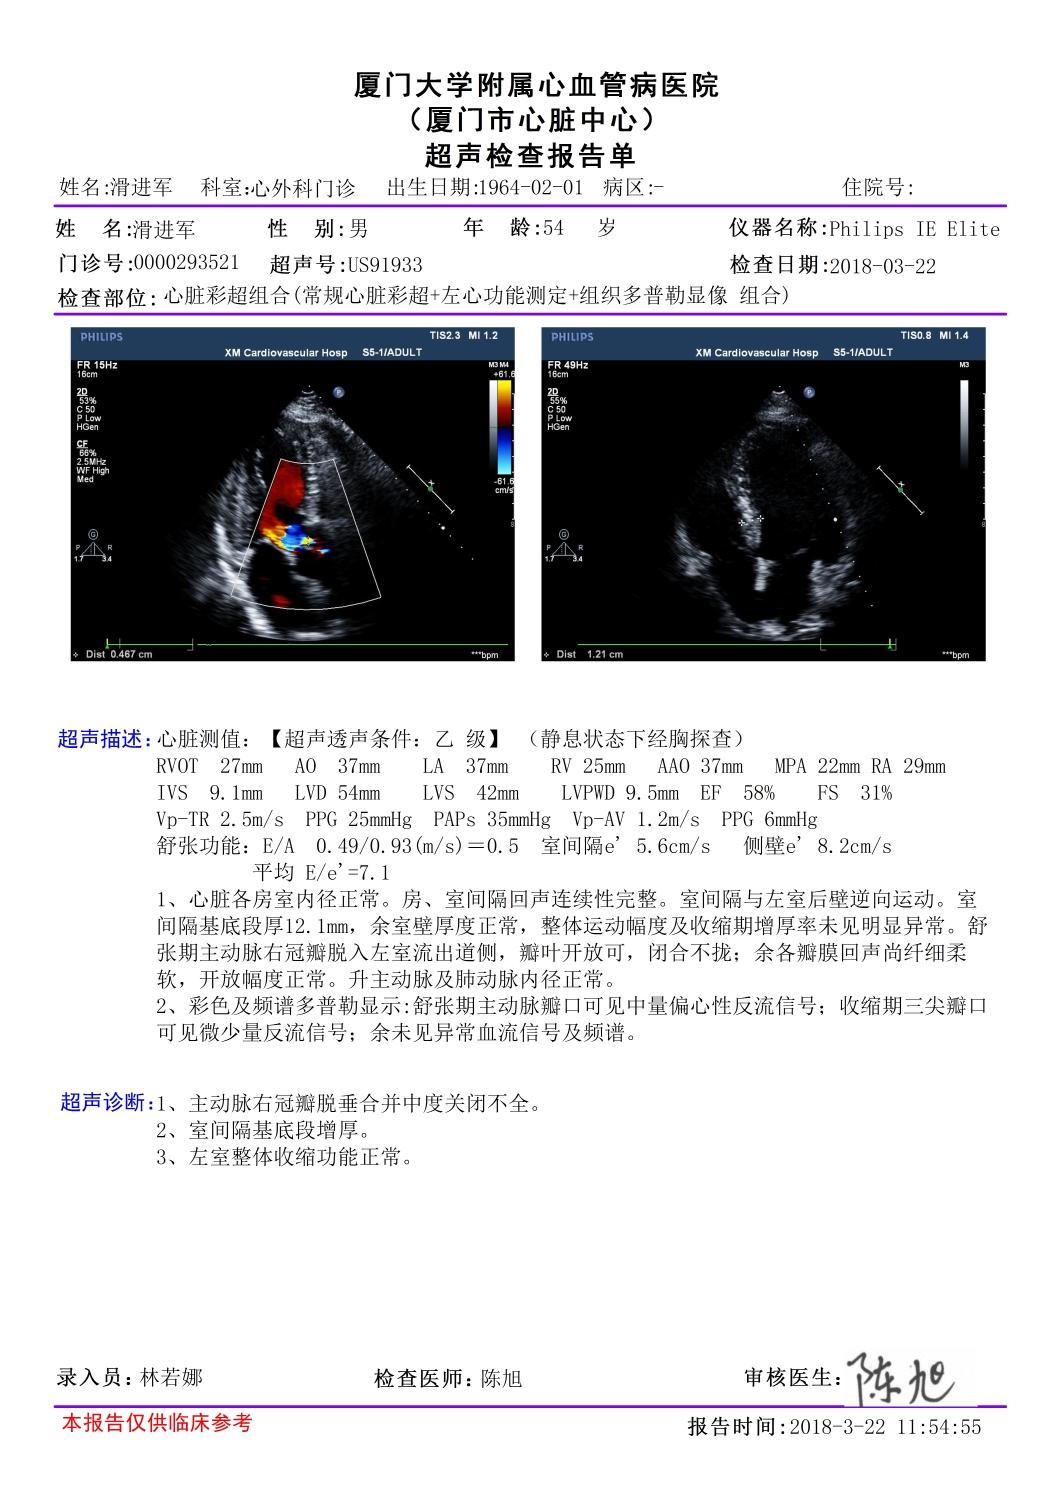 厦门大学附属心血管病医院
（厦门市心脏中心）
超声检查报告单
姓名:滑进军 科室:心外科门诊 出生日期:1964-02-01 病区:- 住院号:
姓 名:滑进军 性 别:男 年 龄:54 岁 仪器名称:Philips IE Elite
门诊号:0000293521 超声号:US91933 检查日期:2018-03-22
检查部位: 心脏彩超组合(常规心脏彩超+左心功能测定+组织多普勒显像 组合)
PHILIPS TIS2.3 MI 1.2
XM Cardiovascular Hosp S5-1/ADULT
FR 15Hz
16cm
M3 M4
+61.6
2D
53%
C 50
P Low
HGen
CF
66%
2.5MHz
WF High
Med
-61.6
cm/s
P G R
1.7 3.4
Dist 0.467 cm ***bpm
PHILIPS TIS0.8 MI 1.4
XM Cardiovascular Hosp S5-1/ADULT
FR 49Hz
16cm
M3
2D
55%
C 50
P Low
HGen
P G R
1.7 3.4
Dist 1.21 cm ***bpm
超声描述:心脏测值：【超声透声条件：乙 级】（静息状态下经胸探查）
RVOT 27mm AO 37mm LA 37mm RV 25mm AAO 37mm MPA 22mm RA 29mm
IVS 9.1mm LVD 54mm LVS 42mm LVPWD 9.5mm EF 58% FS 31%
Vp-TR 2.5m/s PPG 25mmHg PAPs 35mmHg Vp-AV 1.2m/s PPG 6mmHg
舒张功能：E/A 0.49/0.93(m/s)＝0.5 室间隔e' 5.6cm/s 侧壁e' 8.2cm/s
平均 E/e'=7.1
1、心脏各房室内径正常。房、室间隔回声连续性完整。室间隔与左室后壁逆向运动。室
间隔基底段厚12.1mm，余室壁厚度正常，整体运动幅度及收缩期增厚率未见明显异常。舒
张期主动脉右冠瓣脱入左室流出道侧，瓣叶开放可，闭合不拢；余各瓣膜回声尚纤细柔
软，开放幅度正常。升主动脉及肺动脉内径正常。
2、彩色及频谱多普勒显示:舒张期主动脉瓣口可见中量偏心性反流信号；收缩期三尖瓣口
可见微少量反流信号；余未见异常血流信号及频谱。
超声诊断:1、主动脉右冠瓣脱垂合并中度关闭不全。
2、室间隔基底段增厚。
3、左室整体收缩功能正常。
录入员: 林若娜 检查医师: 陈旭 审核医生: 陈旭
本报告仅供临床参考 报告时间:2018-3-22 11:54:55